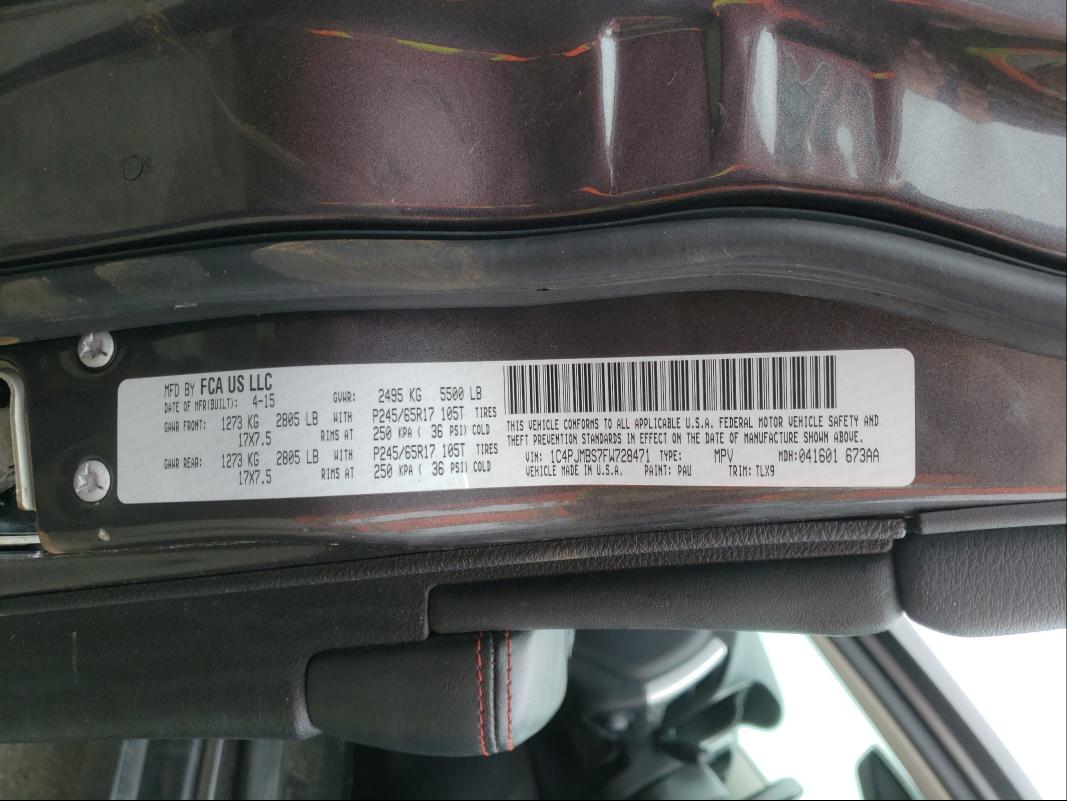 MFD BY FCA US LLC
DATE OF MFR(BUILT): 4-15 GVWR: 2495 KG 5500 LB
GAWR FRONT: 1273 KG 2805 LB WITH P245/65R17 105T TIRES
17X7.5 RIMS AT 250 KPA ( 36 PSI) COLD
GAWR REAR: 1273 KG 2805 LB WITH P245/65R17 105T TIRES
17X7.5 RIMS AT 250 KPA ( 36 PSI) COLD
THIS VEHICLE CONFORMS TO ALL APPLICABLE U.S.A. FEDERAL MOTOR VEHICLE SAFETY AND
THEFT PREVENTION STANDARDS IN EFFECT ON THE DATE OF MANUFACTURE SHOWN ABOVE.
VIN: 1C4PJMBS7FW728471 TYPE: MPV MDH: 041601 673AA
VEHICLE MADE IN U.S.A. PAINT: PAU TRIM: TLX9